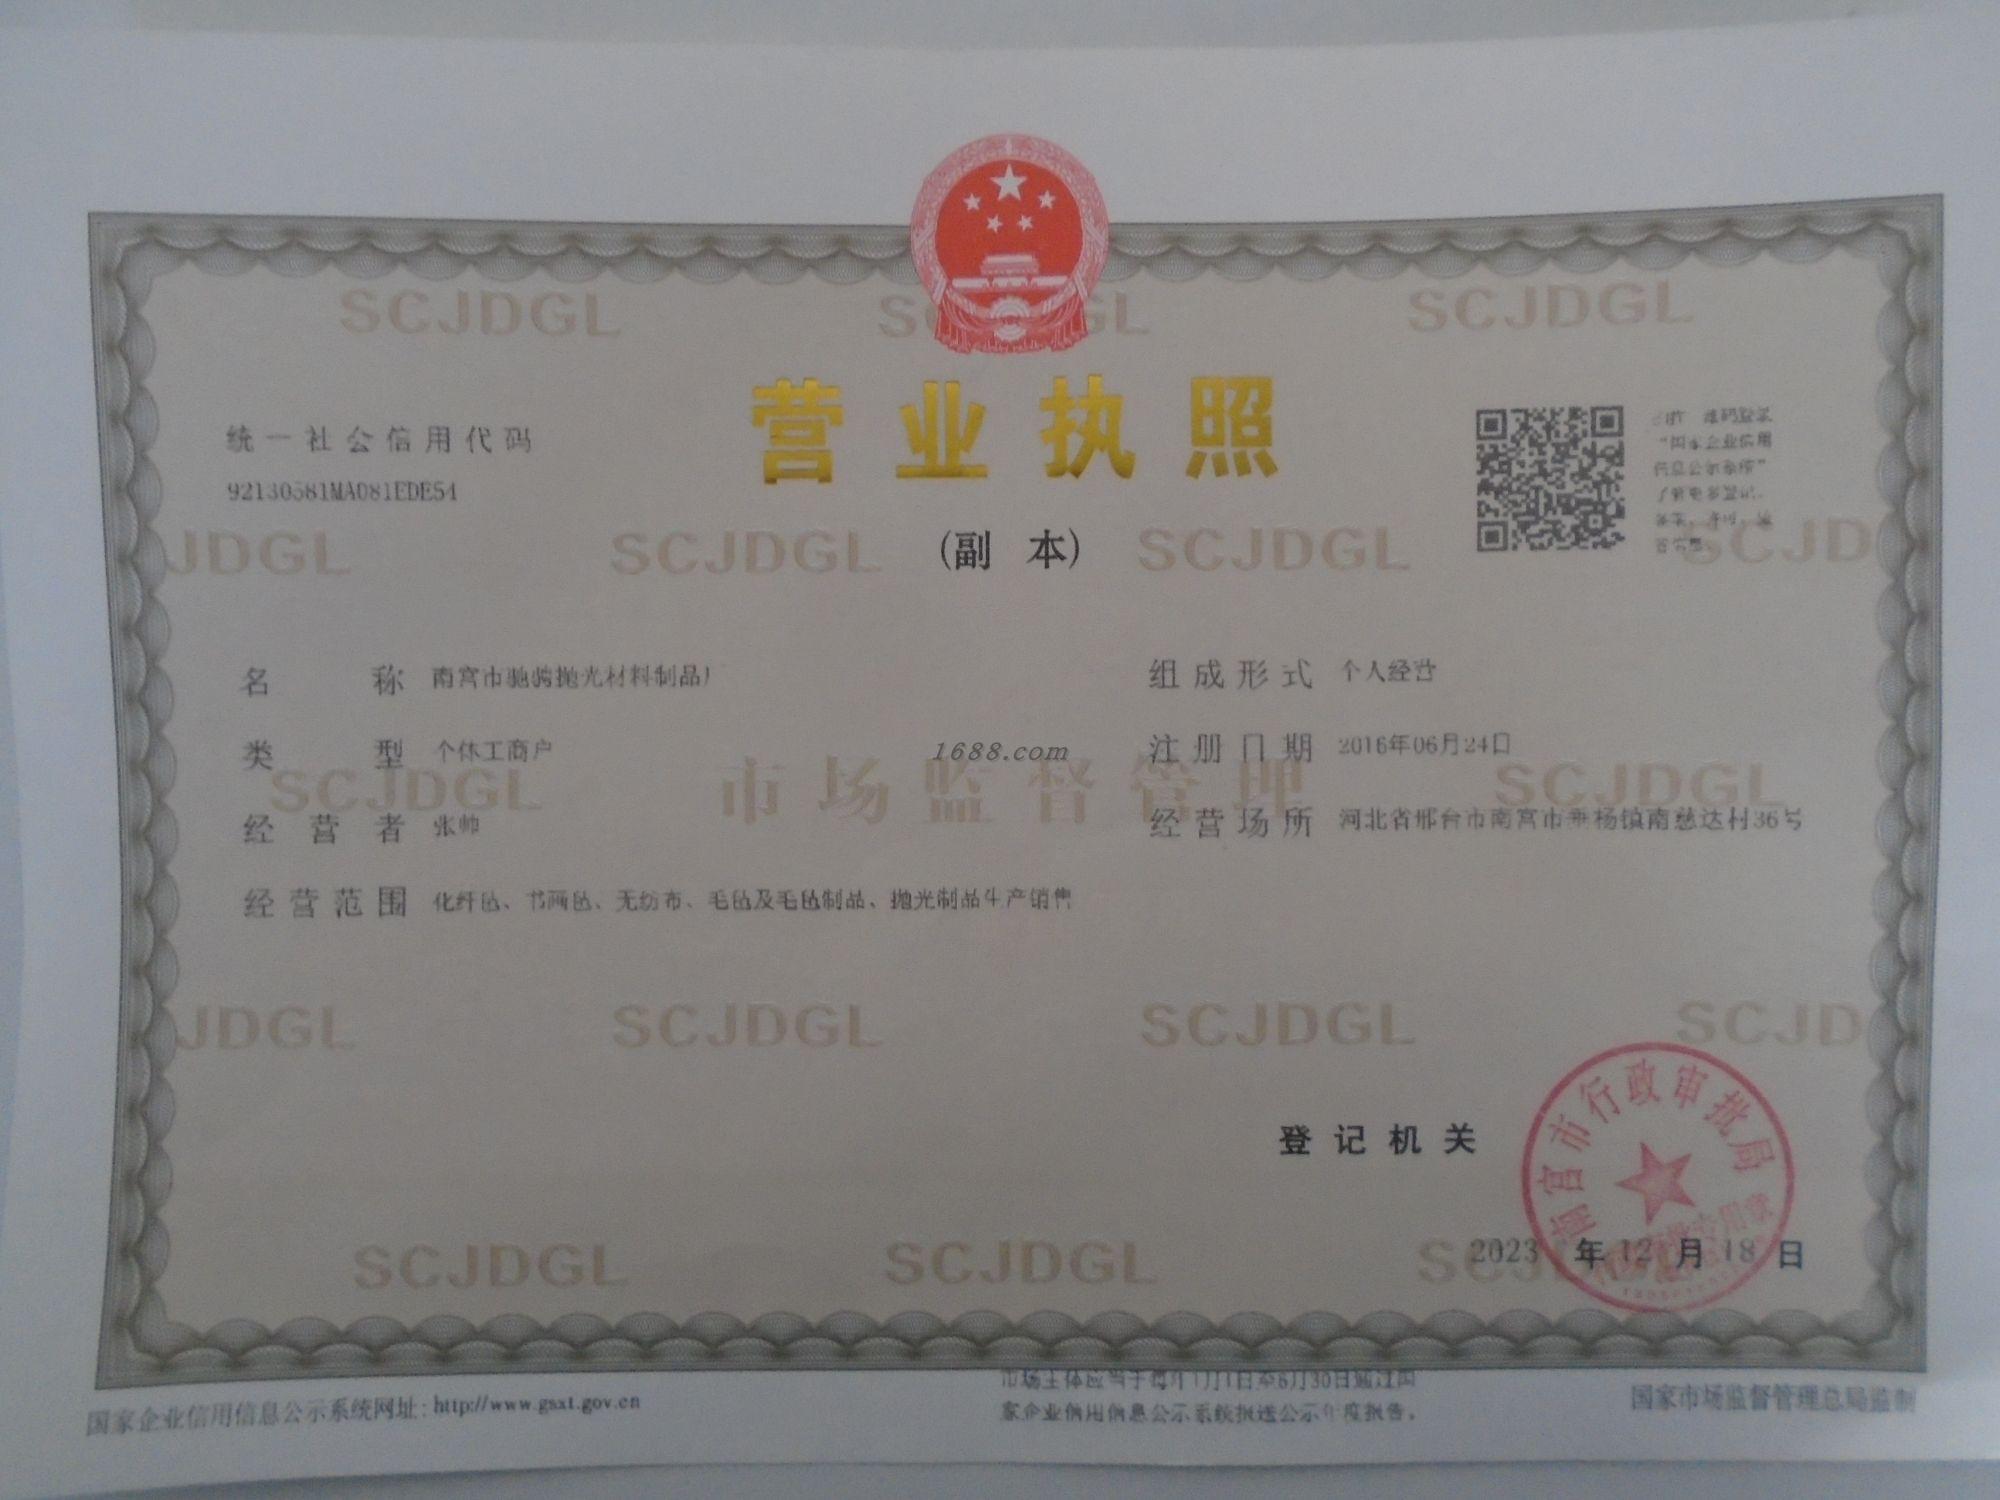 营业执照
(副 本)
统一社会信用代码
92130581MA081EDE54
名 称 南宫市驰骋抛光材料制品厂
类 型 个体工商户
经 营 者 张帅
经营范围 化纤毡、书画毡、无纺布、毛毡及毛毡制品、抛光制品生产销售
组成形式 个人经营
注册日期 2016年06月24日
经营场所 河北省邢台市南宫市垂杨镇南慈达村36号
1688.com
市场监督管理
SCJDGL
登记机关
南宫市行政审批局
2023 年 12 月 18 日
国家企业信用信息公示系统网址:http://www.gsxt.gov.cn
市场主体应当于每年1月1日至6月30日通过国
家企业信用信息公示系统报送公示年度报告。
国家市场监督管理总局监制